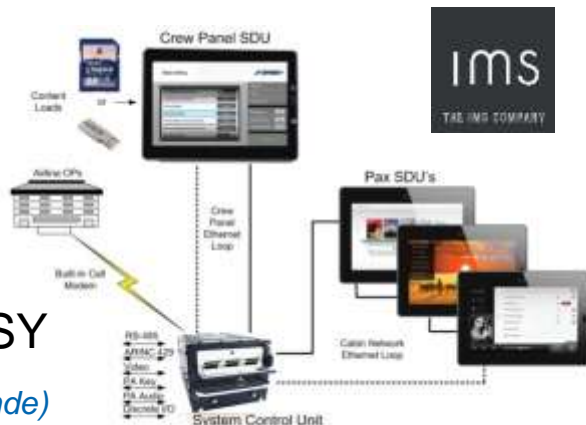 Crew Panel SDU
Content
Loads
or
ims
THE IMG COMPANY
Airline OPs
Pax SDU's
Crew
Panel
Ethernet
Loop
Built-in Cell
Modem
SY
nde)
RS-485
ARINC 429
Video
PA Key
PA Audio
Discrete I/O
Cabin Network
Ethernet Loop
System Control Unit